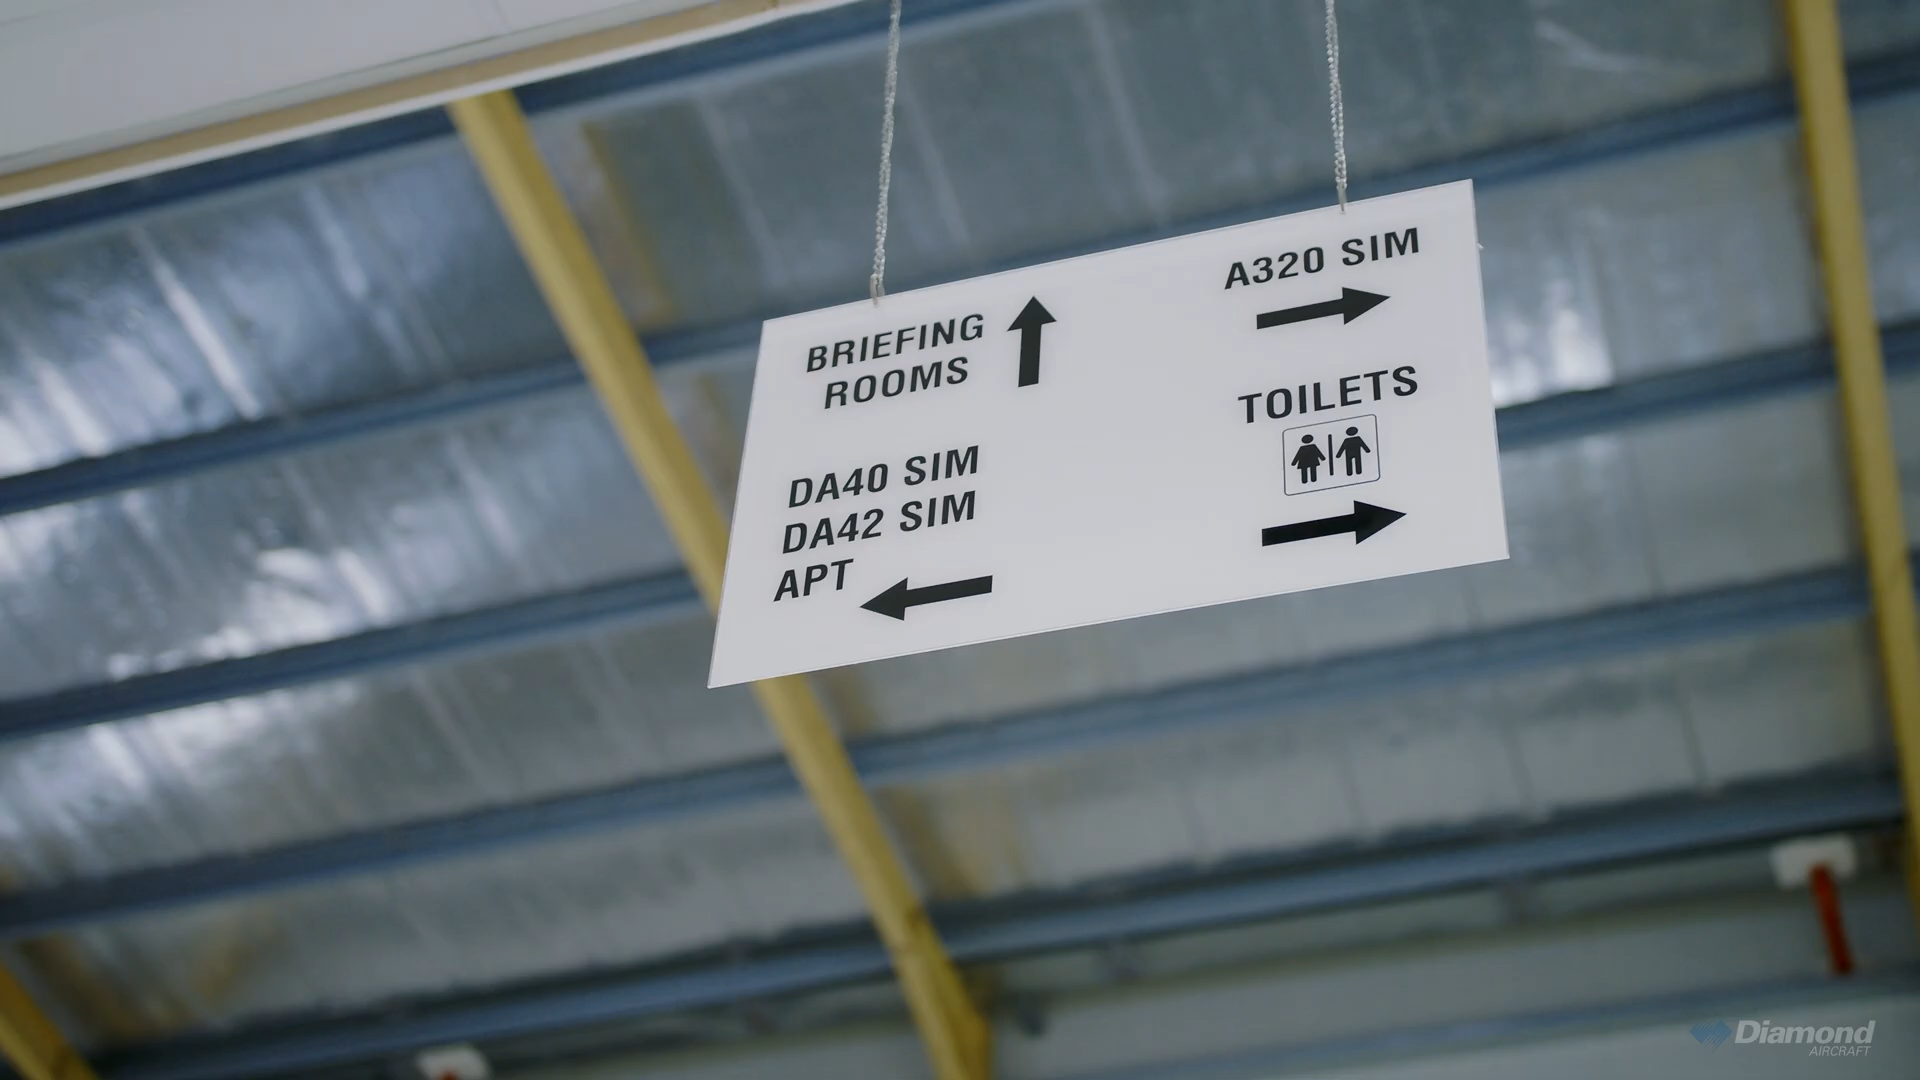 BRIEFING
ROOMS
DA40 SIM
DA42 SIM
APT
A320 SIM
TOILETS
Diamond
AIRCRAFT